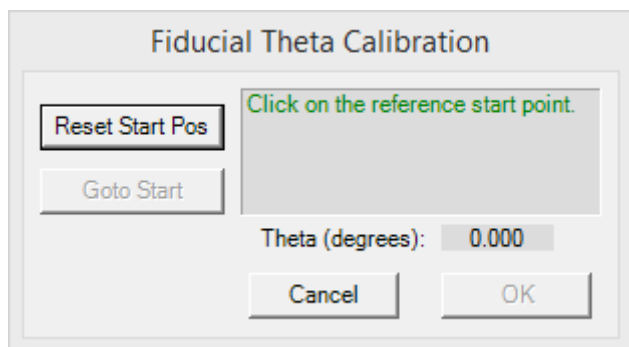 Fiducial Theta Calibration
Reset Start Pos
Click on the reference start point.
Goto Start
Theta (degrees): 0.000
Cancel
OK